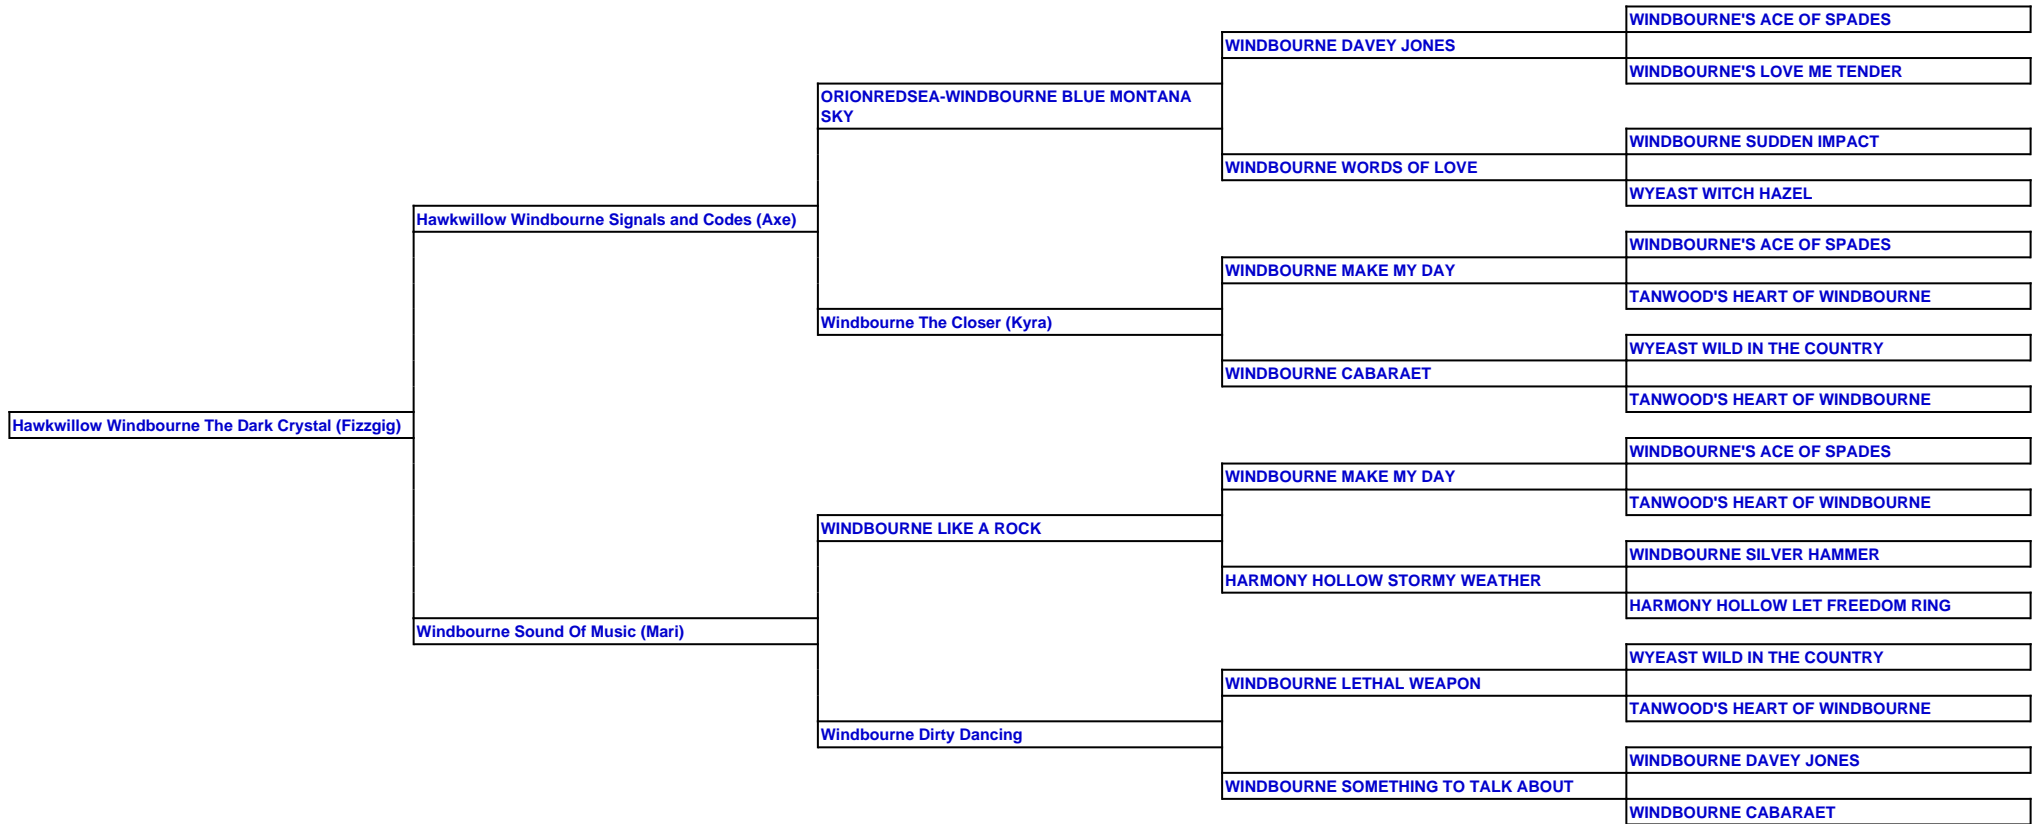 WINDBOURNE'S ACE OF SPADES
WINDBOURNE DAVEY JONES
WINDBOURNE'S LOVE ME TENDER
ORIONREDSEA-WINDBOURNE BLUE MONTANA
SKY
WINDBOURNE SUDDEN IMPACT
WINDBOURNE WORDS OF LOVE
WYEAST WITCH HAZEL
Hawkwillow Windbourne Signals and Codes (Axe)
WINDBOURNE'S ACE OF SPADES
WINDBOURNE MAKE MY DAY
TANWOOD'S HEART OF WINDBOURNE
Windbourne The Closer (Kyra)
WYEAST WILD IN THE COUNTRY
WINDBOURNE CABARAET
TANWOOD'S HEART OF WINDBOURNE
Hawkwillow Windbourne The Dark Crystal (Fizzgig)
WINDBOURNE'S ACE OF SPADES
WINDBOURNE MAKE MY DAY
TANWOOD'S HEART OF WINDBOURNE
WINDBOURNE LIKE A ROCK
WINDBOURNE SILVER HAMMER
HARMONY HOLLOW STORMY WEATHER
HARMONY HOLLOW LET FREEDOM RING
Windbourne Sound Of Music (Mari)
WYEAST WILD IN THE COUNTRY
WINDBOURNE LETHAL WEAPON
TANWOOD'S HEART OF WINDBOURNE
Windbourne Dirty Dancing
WINDBOURNE DAVEY JONES
WINDBOURNE SOMETHING TO TALK ABOUT
WINDBOURNE CABARAET